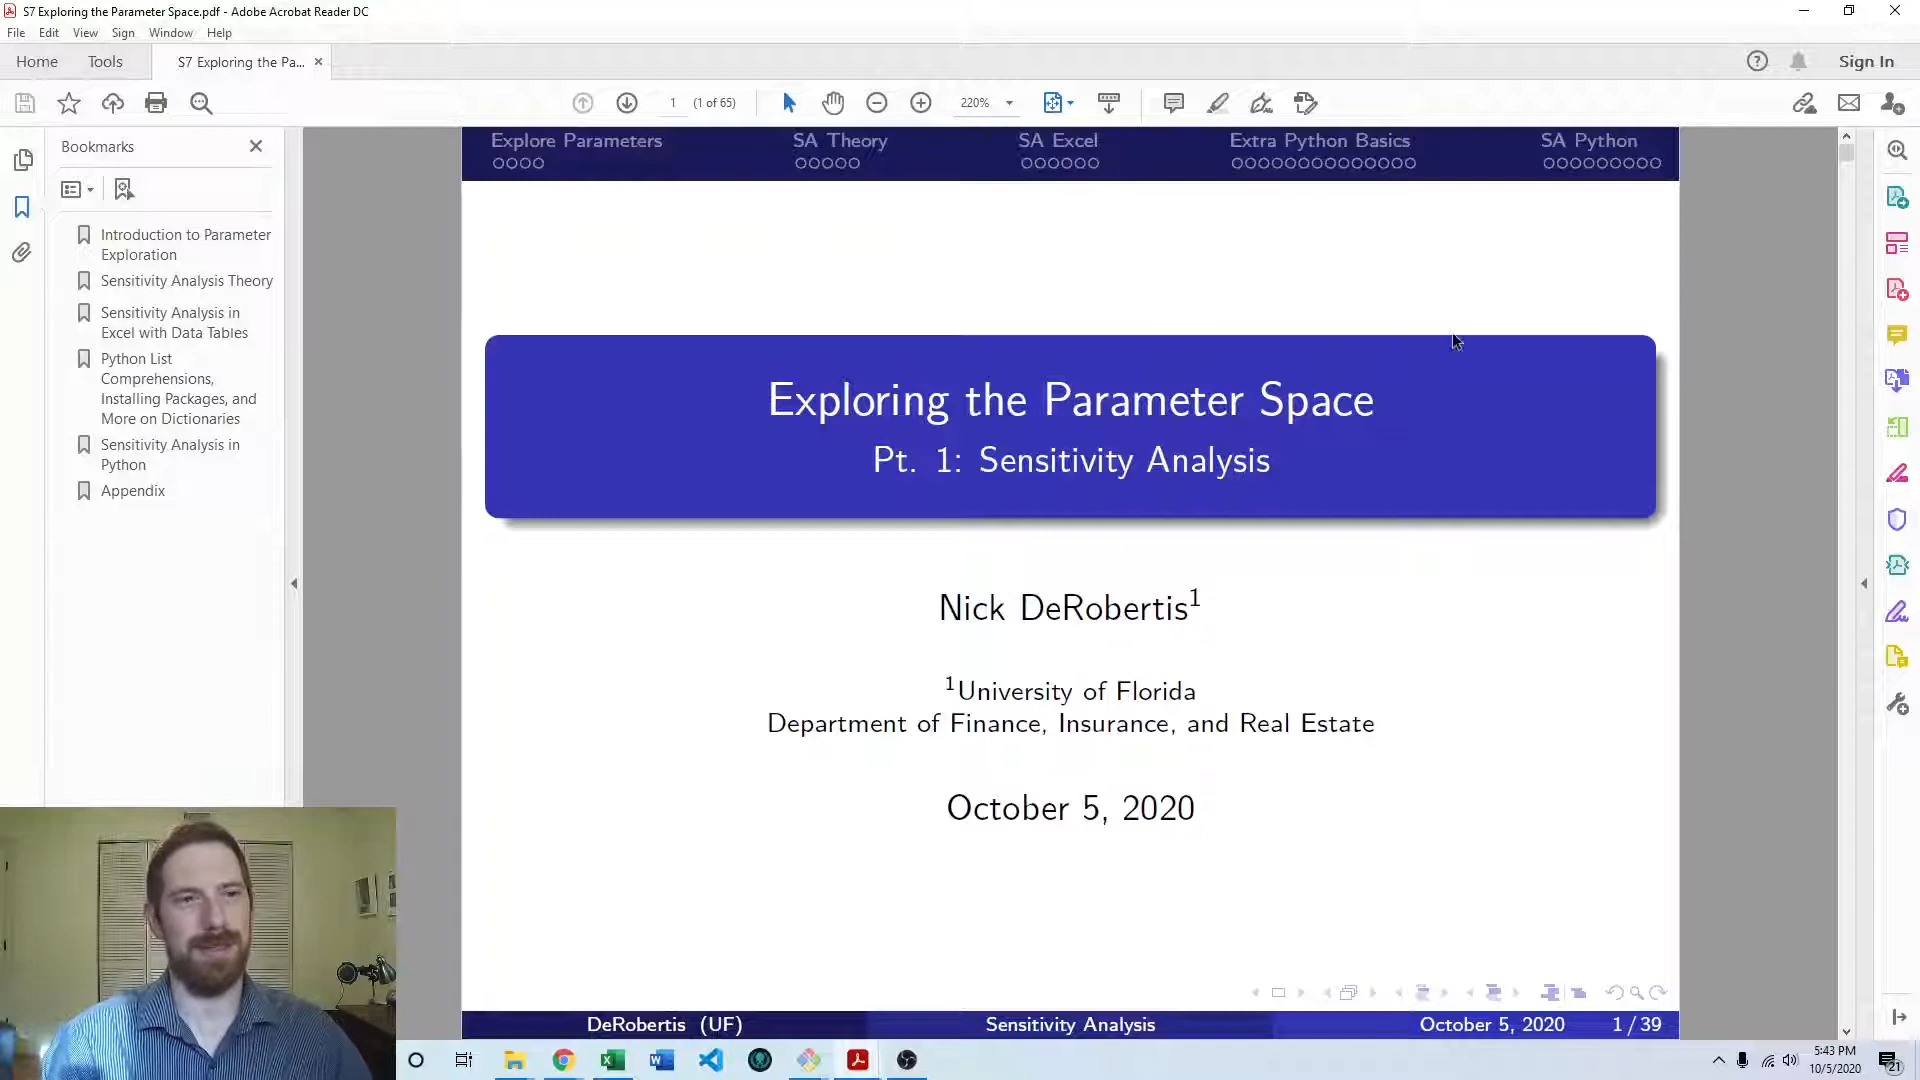 S7 Exploring the Parameter Space.pdf - Adobe Acrobat Reader DC
File Edit View Sign Window Help
Home Tools S7 Exploring the Pa... Sign In
1 (1 of 65) 220%
Bookmarks
Introduction to Parameter
Exploration
Sensitivity Analysis Theory
Sensitivity Analysis in
Excel with Data Tables
Python List
Comprehensions,
Installing Packages, and
More on Dictionaries
Sensitivity Analysis in
Python
Appendix
Explore Parameters SA Theory SA Excel Extra Python Basics SA Python
Exploring the Parameter Space
Pt. 1: Sensitivity Analysis
Nick DeRobertis¹
¹University of Florida
Department of Finance, Insurance, and Real Estate
October 5, 2020
DeRobertis (UF) Sensitivity Analysis October 5, 2020 1 / 39
5:43 PM
10/5/2020
21